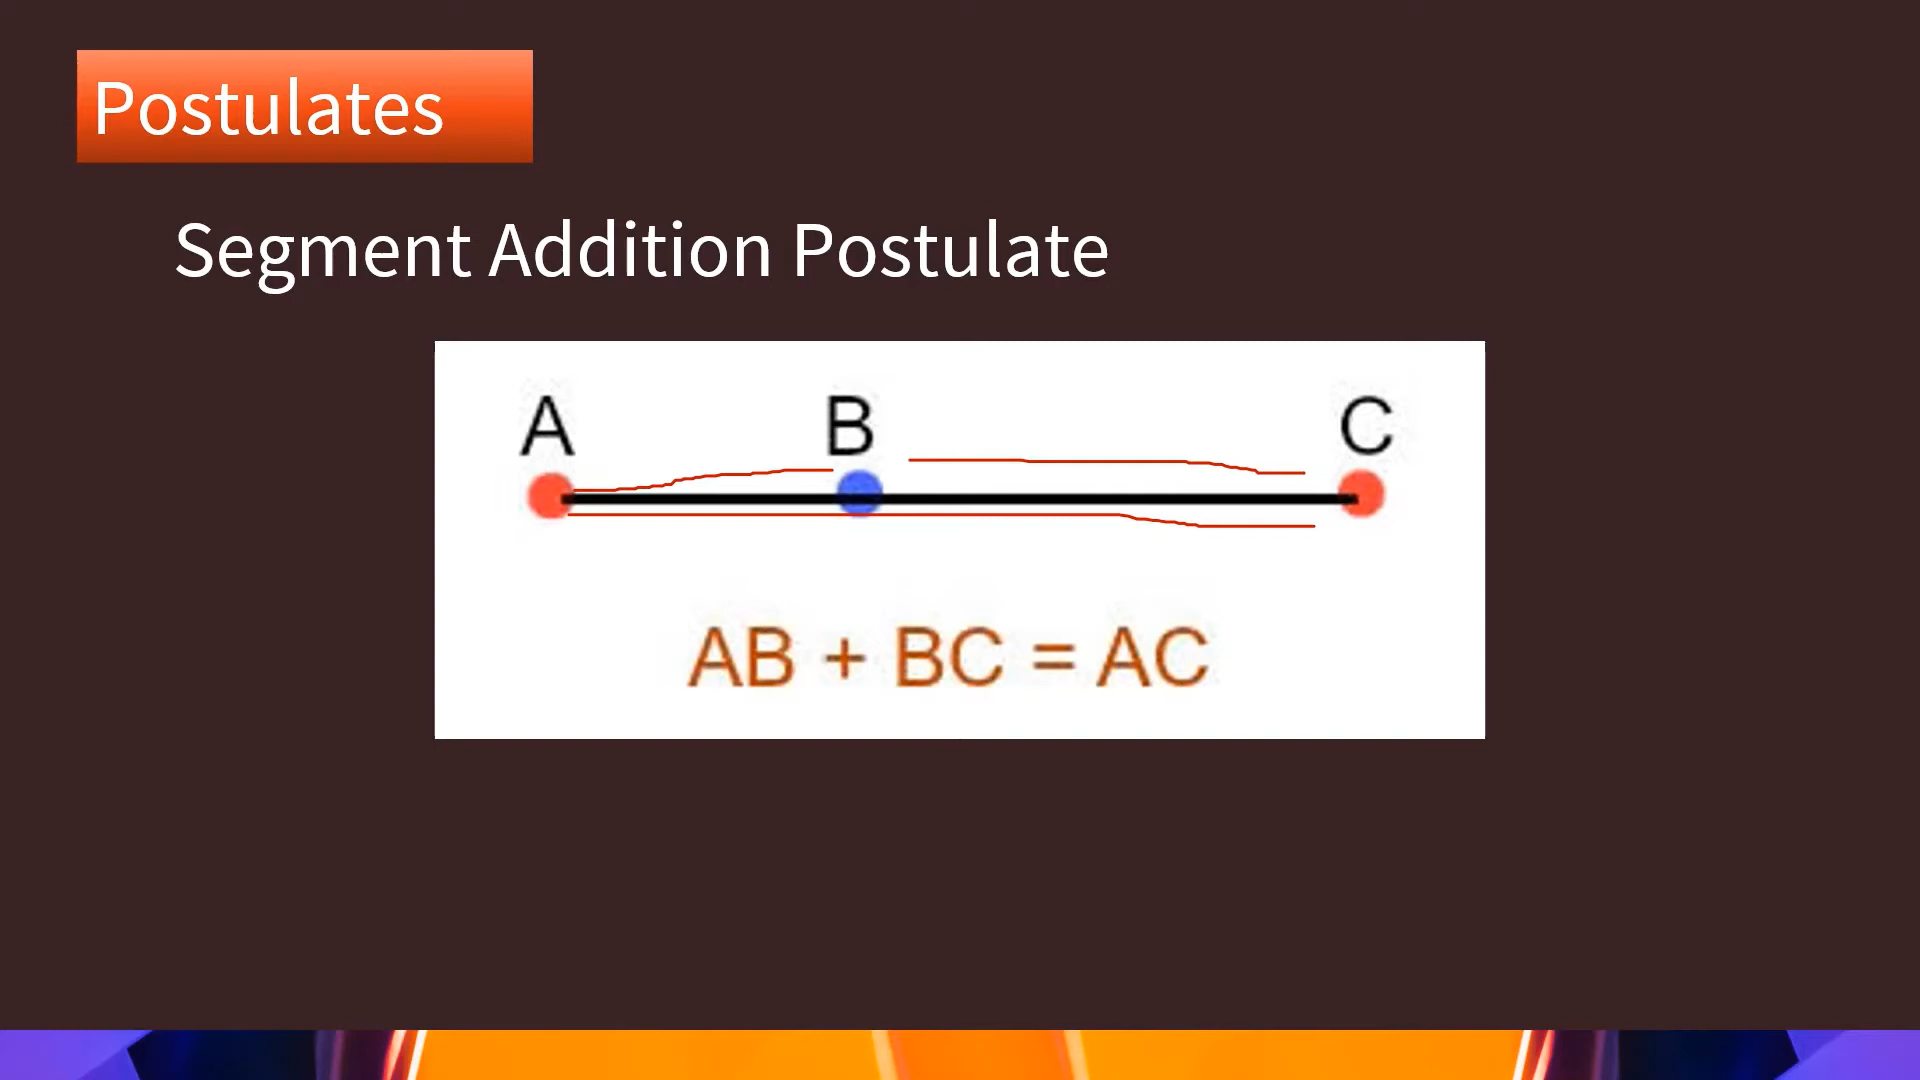 Postulates
Segment Addition Postulate
A B C
AB + BC = AC